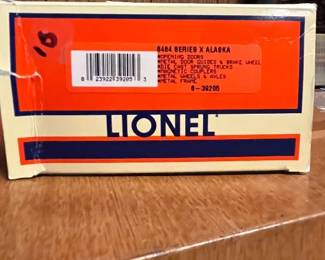 18
6464 SERIES X ALASKA
*OPENING DOORS
*METAL DOOR GUIDES & BRAKE WHEEL
*DIE CAST SPRUNG TRUCKS
*MAGNETIC COUPLERS
*METAL WHEELS & AXLES
*METAL FRAME
6-39205
0 23922 39205 3
LIONEL